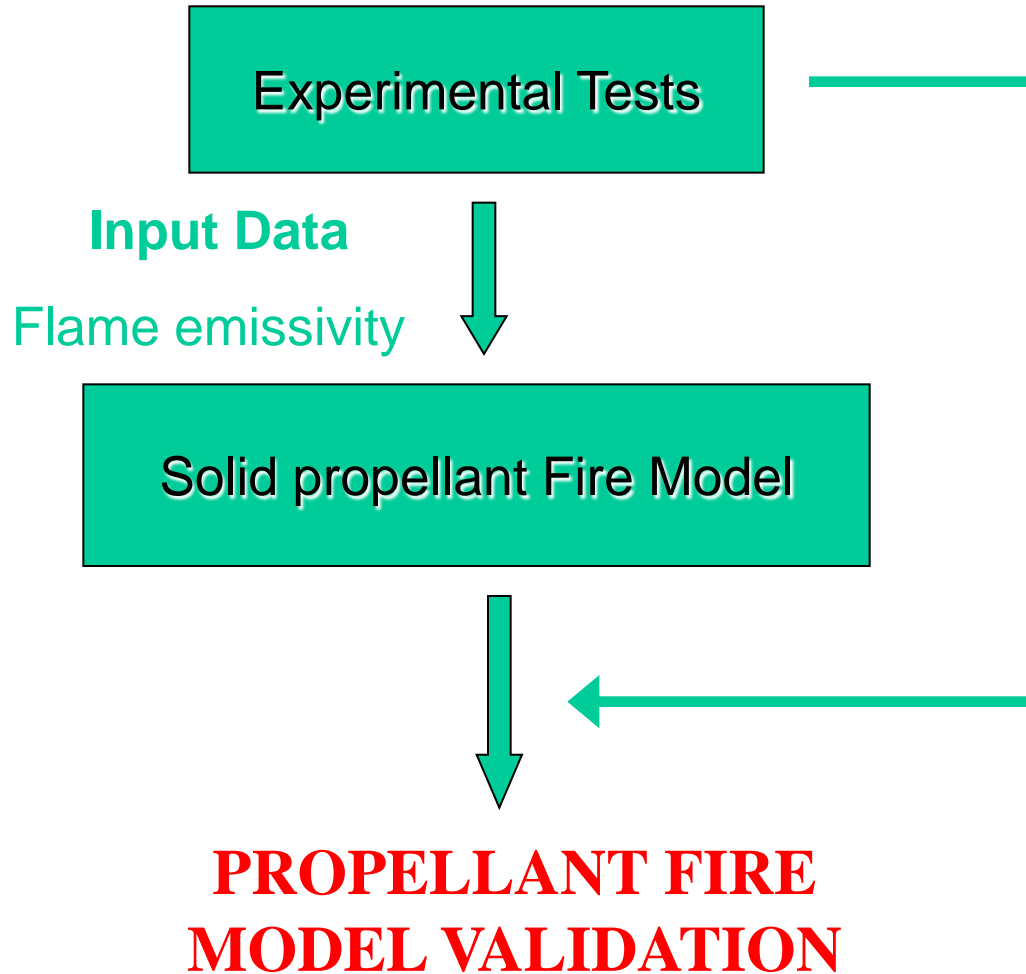 Experimental Tests
Input Data
Flame emissivity
Solid propellant Fire Model
PROPELLANT FIRE
MODEL VALIDATION